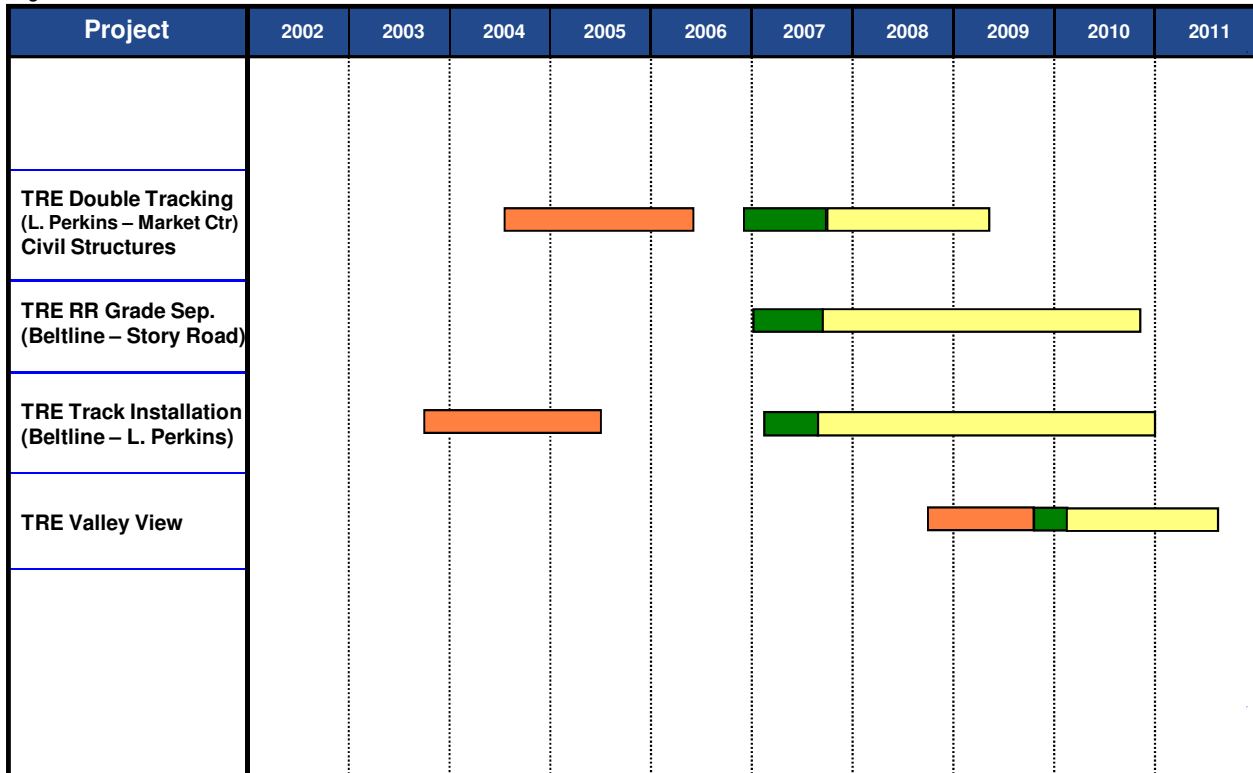 Project 2002 2003 2004 2005 2006 2007 2008 2009 2010 2011
TRE Double Tracking
(L. Perkins – Market Ctr)
Civil Structures
TRE RR Grade Sep.
(Beltline – Story Road)
TRE Track Installation
(Beltline – L. Perkins)
TRE Valley View